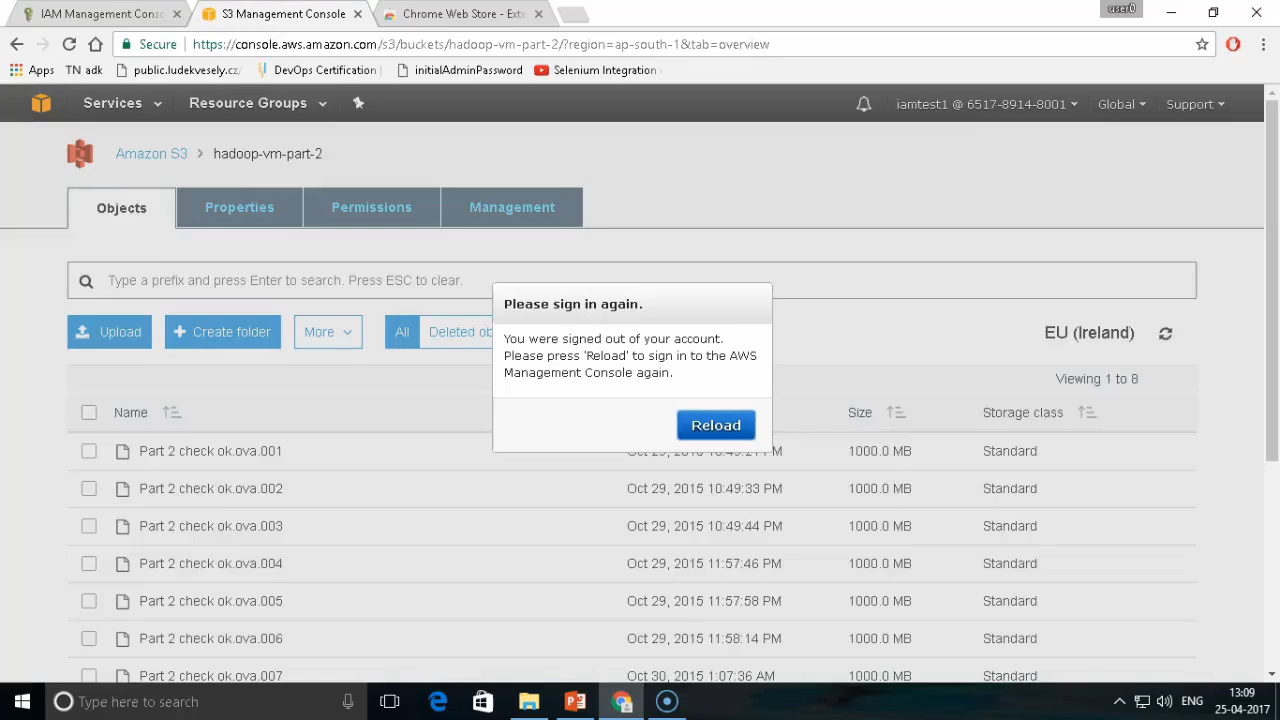 IAM Management Conso
S3 Management Console
Chrome Web Store - Exte
user0
Secure
https://console.aws.amazon.com/s3/buckets/hadoop-vm-part-2/?region=ap-south-1&tab=overview
Apps
TN adk
public.ludekvesely.cz/
DevOps Certification
initialAdminPassword
Selenium Integration
Services
Resource Groups
iamtest1 @ 6517-8914-8001
Global
Support
Amazon S3 > hadoop-vm-part-2
Objects
Properties
Permissions
Management
Type a prefix and press Enter to search. Press ESC to clear.
Upload
+ Create folder
More
All
Deleted ob
EU (Ireland)
Viewing 1 to 8
Please sign in again.
You were signed out of your account.
Please press 'Reload' to sign in to the AWS
Management Console again.
Reload
Name
Size
Storage class
Part 2 check ok.ova.001 Oct 29, 2015 10:49:21 PM 1000.0 MB Standard
Part 2 check ok.ova.002 Oct 29, 2015 10:49:33 PM 1000.0 MB Standard
Part 2 check ok.ova.003 Oct 29, 2015 10:49:44 PM 1000.0 MB Standard
Part 2 check ok.ova.004 Oct 29, 2015 11:57:46 PM 1000.0 MB Standard
Part 2 check ok.ova.005 Oct 29, 2015 11:57:58 PM 1000.0 MB Standard
Part 2 check ok.ova.006 Oct 29, 2015 11:58:14 PM 1000.0 MB Standard
Part 2 check ok.ova.007 Oct 30, 2015 1:07:36 AM 1000.0 MB Standard
Type here to search
ENG
13:09
25-04-2017